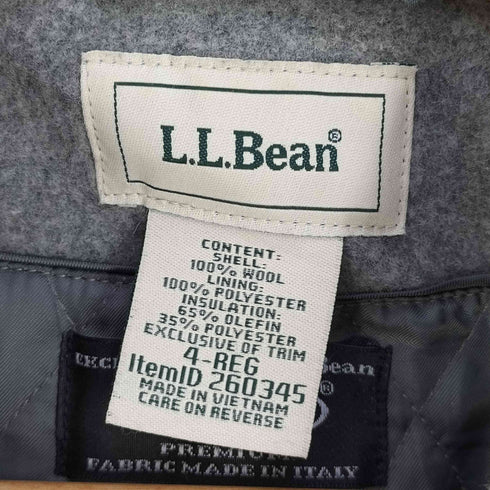 L.L.Bean®
CONTENT:
SHELL:
100% WOOL
LINING:
100% POLYESTER
INSULATION:
65% OLEFIN
35% POLYESTER
EXCLUSIVE OF TRIM
4-REG
ItemID 260345
MADE IN VIETNAM
CARE ON REVERSE
Bean
®
PREMIUM
FABRIC MADE IN ITALY